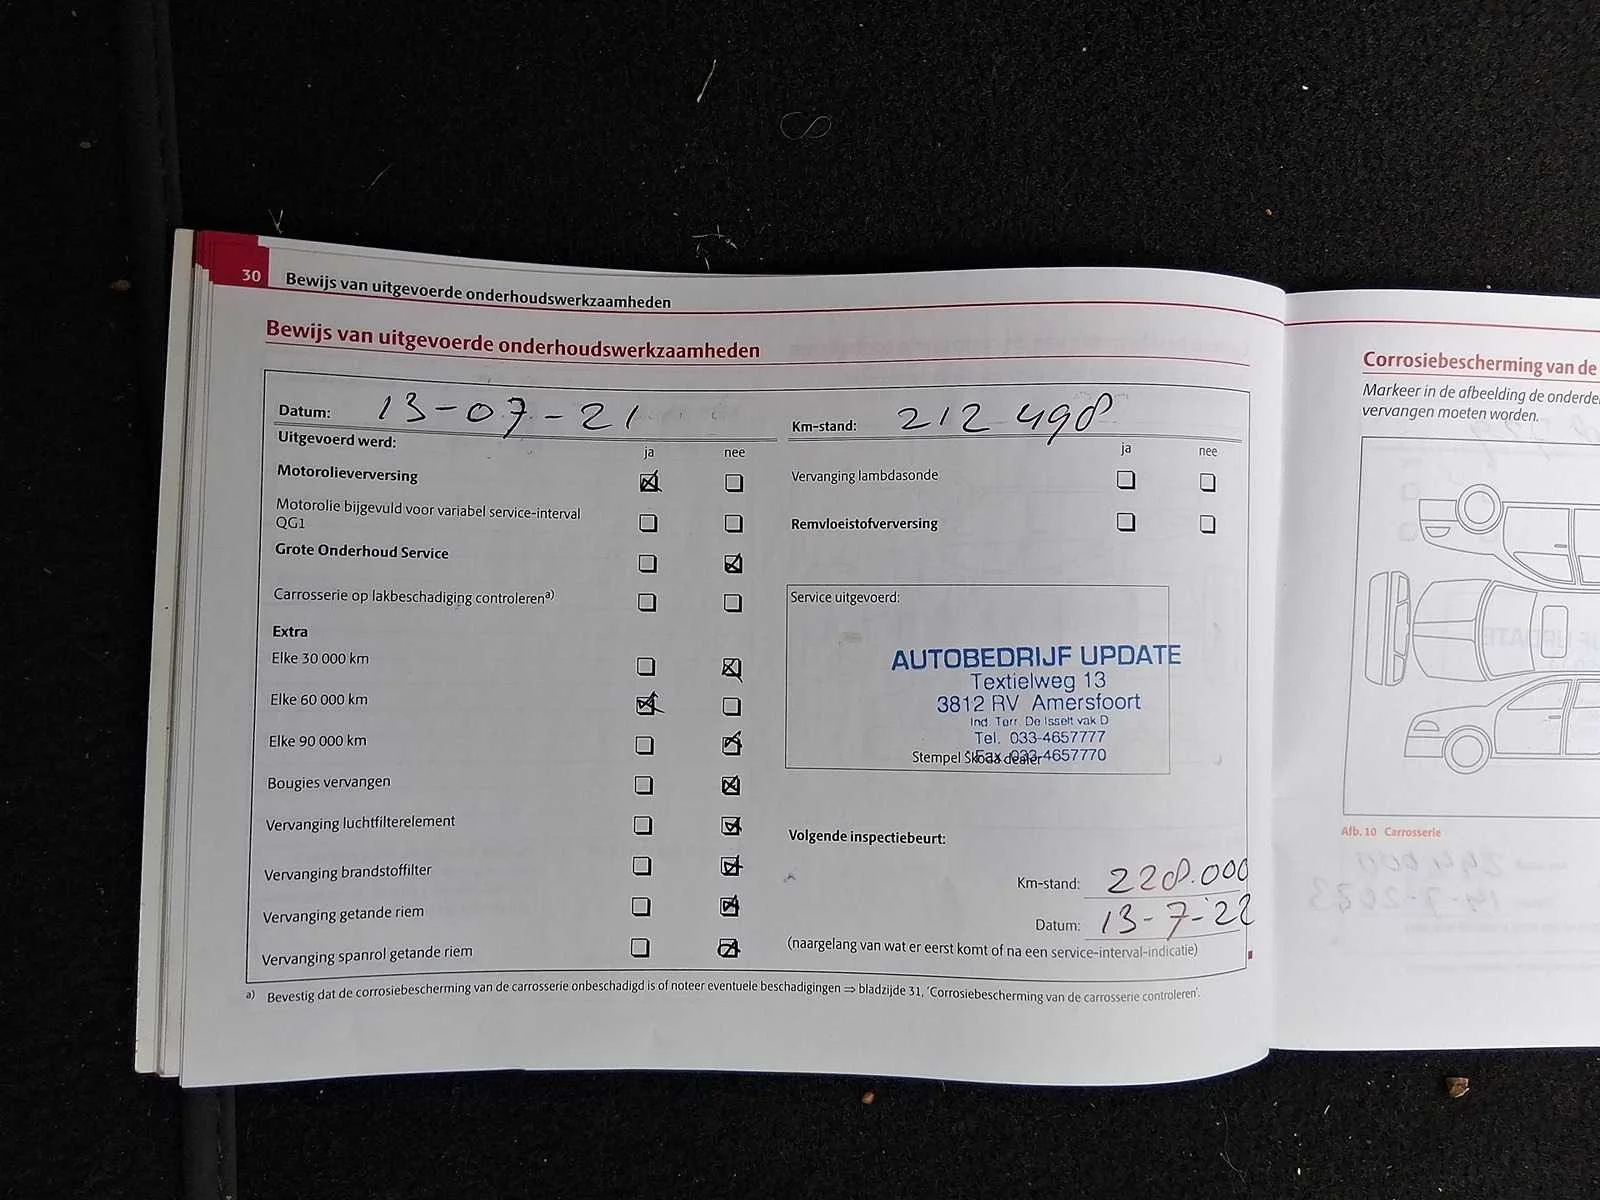 30 Bewijs van uitgevoerde onderhoudswerkzaamheden
Bewijs van uitgevoerde onderhoudswerkzaamheden
Datum: 13-07-21
Km-stand: 212 498
Uitgevoerd werd:
ja nee
ja nee
Motorolieverversing
Motorolie bijgevuld voor variabel service-interval
QG1
Grote Onderhoud Service
Carrosserie op lakbeschadiging controleren a)
Extra
Elke 30 000 km
Elke 60 000 km
Elke 90 000 km
Bougies vervangen
Vervanging luchtfilterelement
Vervanging brandstoffilter
Vervanging getande riem
Vervanging spanrol getande riem
Vervanging lambdasonde
Remvloeistofverversing
Service uitgevoerd:
AUTOBEDRIJF UPDATE
Textielweg 13
3812 RV Amersfoort
Ind. Terr. De Isselt vak D
Tel. 033-4657777
Fax 033-4657770
Stempel Škoda dealer
Volgende inspectiebeurt:
Km-stand: 228.000
Datum: 13-7-22
(naargelang van wat er eerst komt of na een service-interval-indicatie)
a) Bevestig dat de corrosiebescherming van de carrosserie onbeschadigd is of noteer eventuele beschadigingen ⇒ bladzijde 31, 'Corrosiebescherming van de carrosserie controleren'.
Corrosiebescherming van de
Markeer in de afbeelding de onderde
vervangen moeten worden.
Afb. 10 Carrosserie